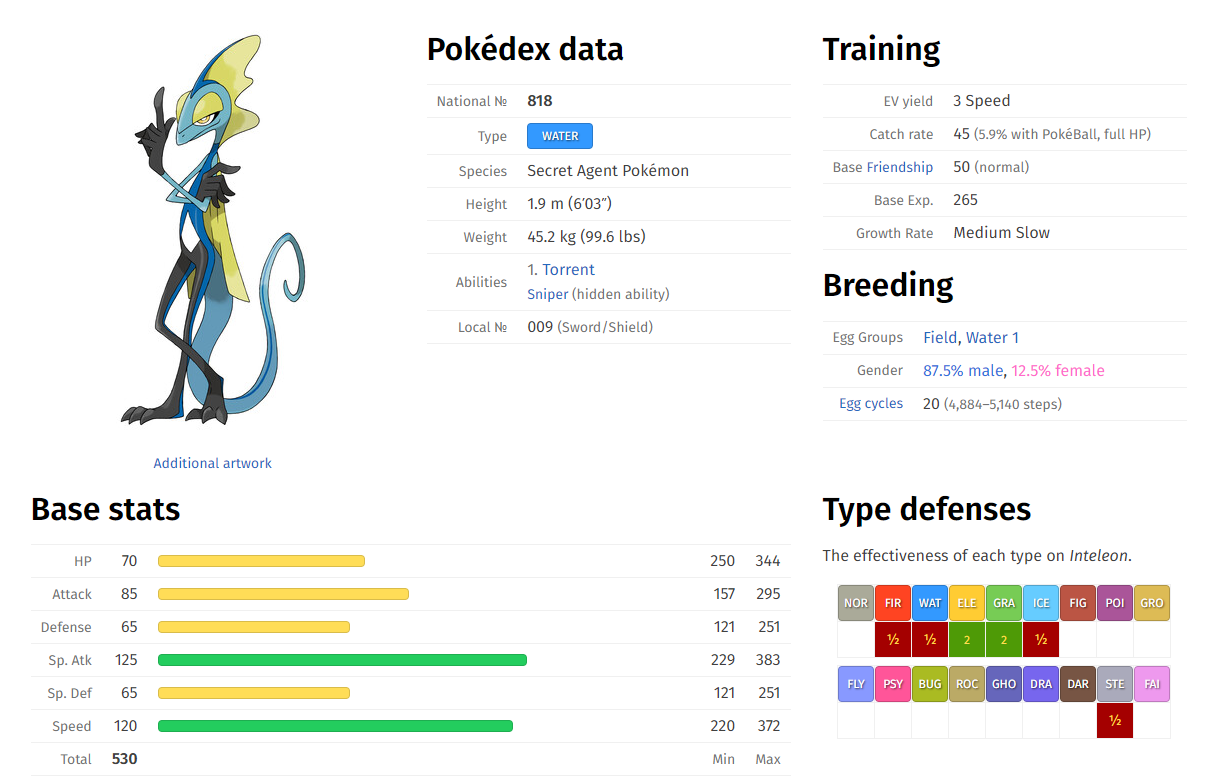 Pokédex data
National № 818
Type WATER
Species Secret Agent Pokémon
Height 1.9 m (6′03″)
Weight 45.2 kg (99.6 lbs)
Abilities 1. Torrent
Sniper (hidden ability)
Local № 009 (Sword/Shield)
Additional artwork
Training
EV yield 3 Speed
Catch rate 45 (5.9% with PokéBall, full HP)
Base Friendship 50 (normal)
Base Exp. 265
Growth Rate Medium Slow
Breeding
Egg Groups Field, Water 1
Gender 87.5% male, 12.5% female
Egg cycles 20 (4,884–5,140 steps)
Base stats
HP 70 250 344
Attack 85 157 295
Defense 65 121 251
Sp. Atk 125 229 383
Sp. Def 65 121 251
Speed 120 220 372
Total 530 Min Max
Type defenses
The effectiveness of each type on Inteleon.
NOR FIR WAT ELE GRA ICE FIG POI GRO
½ ½ 2 2 ½
FLY PSY BUG ROC GHO DRA DAR STE FAI
½